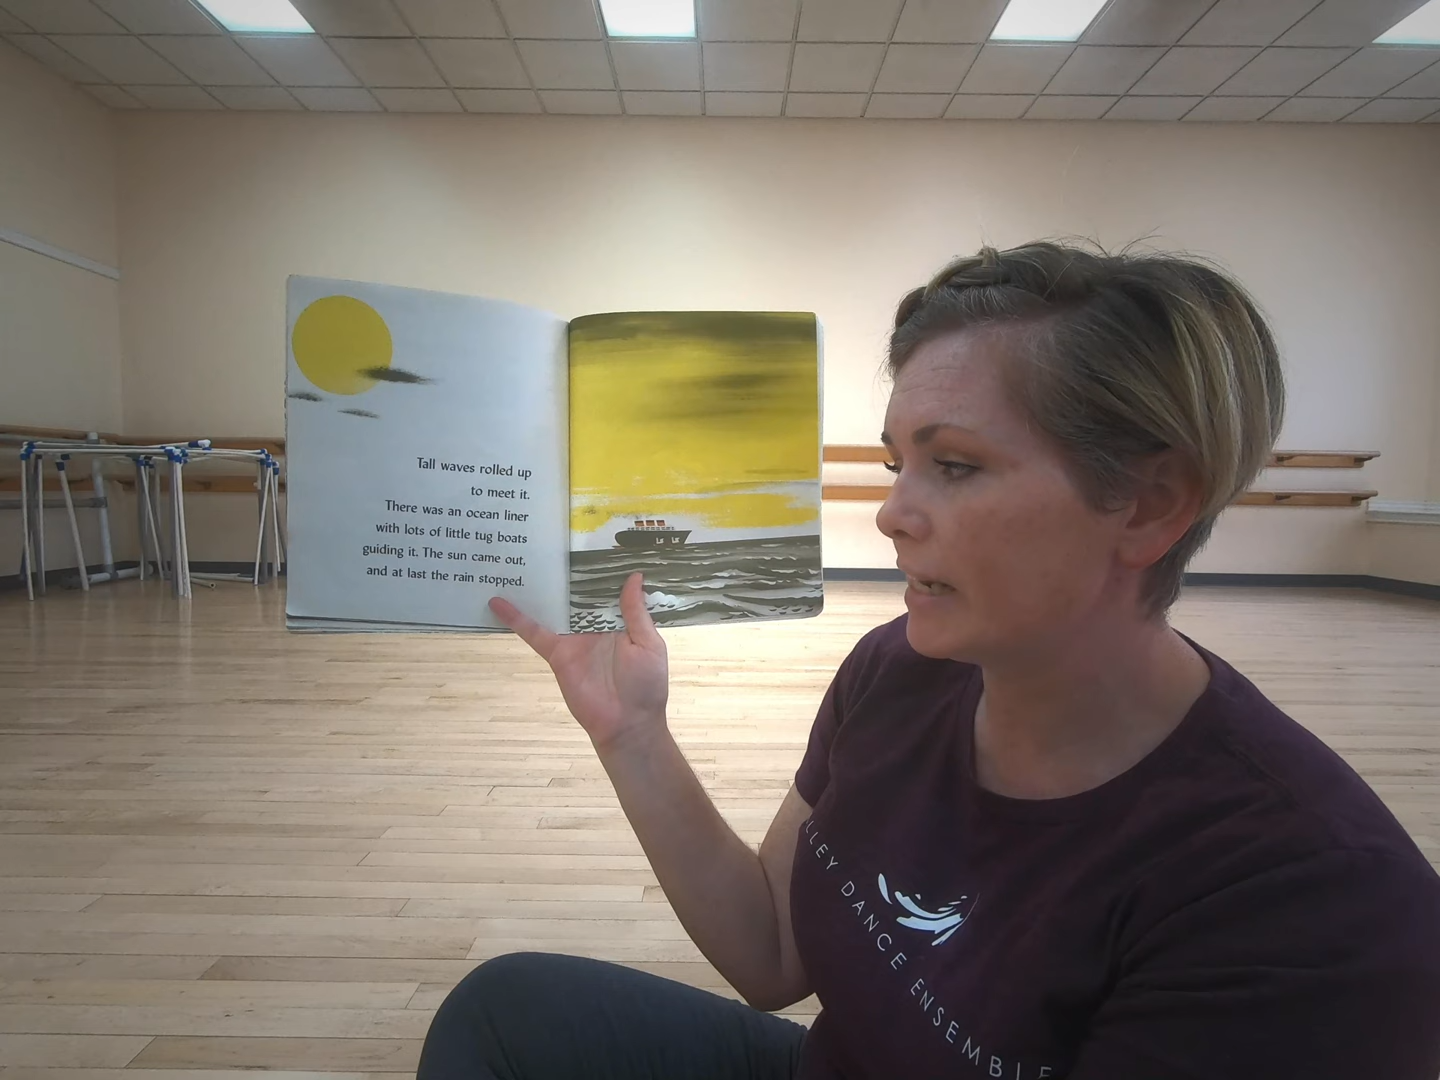 Tall waves rolled up
to meet it.
There was an ocean liner
with lots of little tug boats
guiding it. The sun came out,
and at last the rain stopped.
DANCE ENSEMBLE